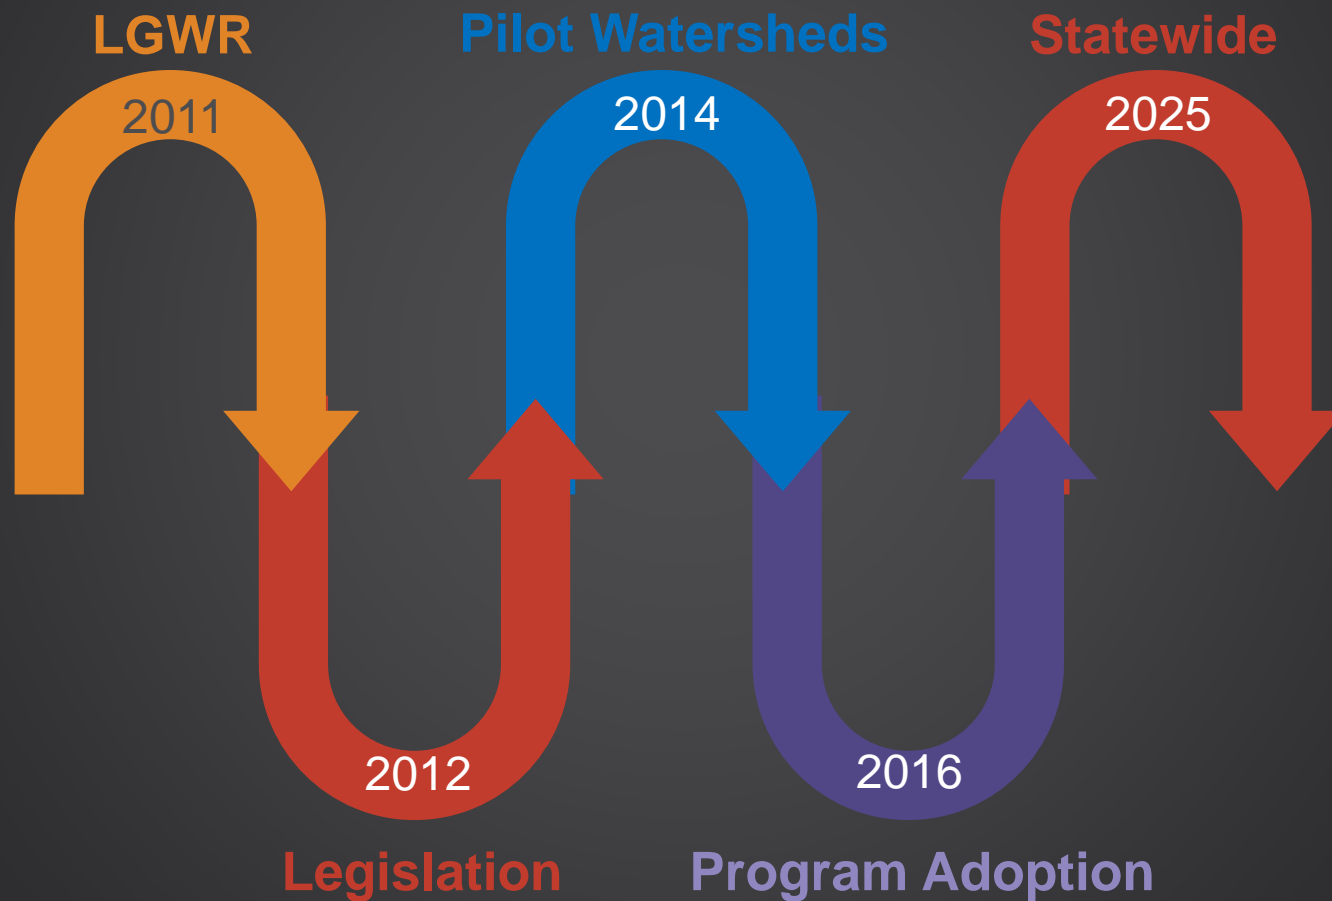 LGWR
2011
Legislation
2012
Pilot Watersheds
2014
Program Adoption
2016
Statewide
2025